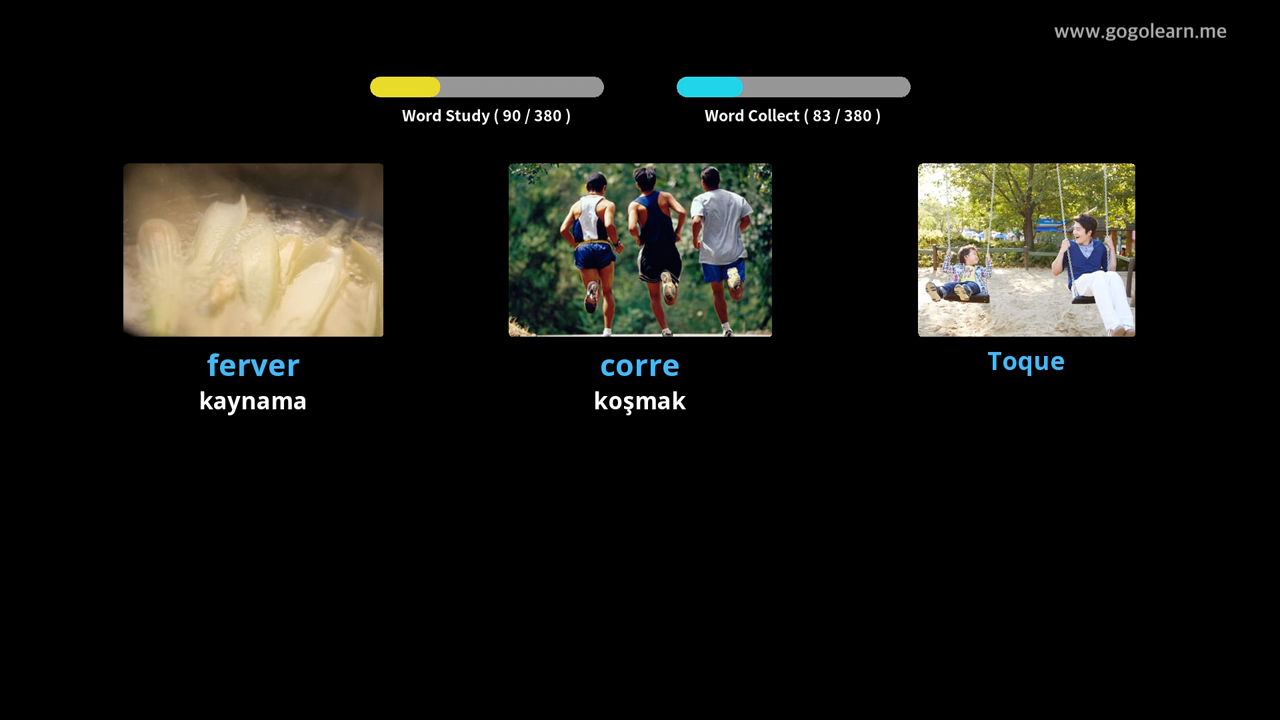 www.gogolearn.me
Word Study ( 90 / 380 )
Word Collect ( 83 / 380 )
ferver
kaynama
corre
koşmak
Toque